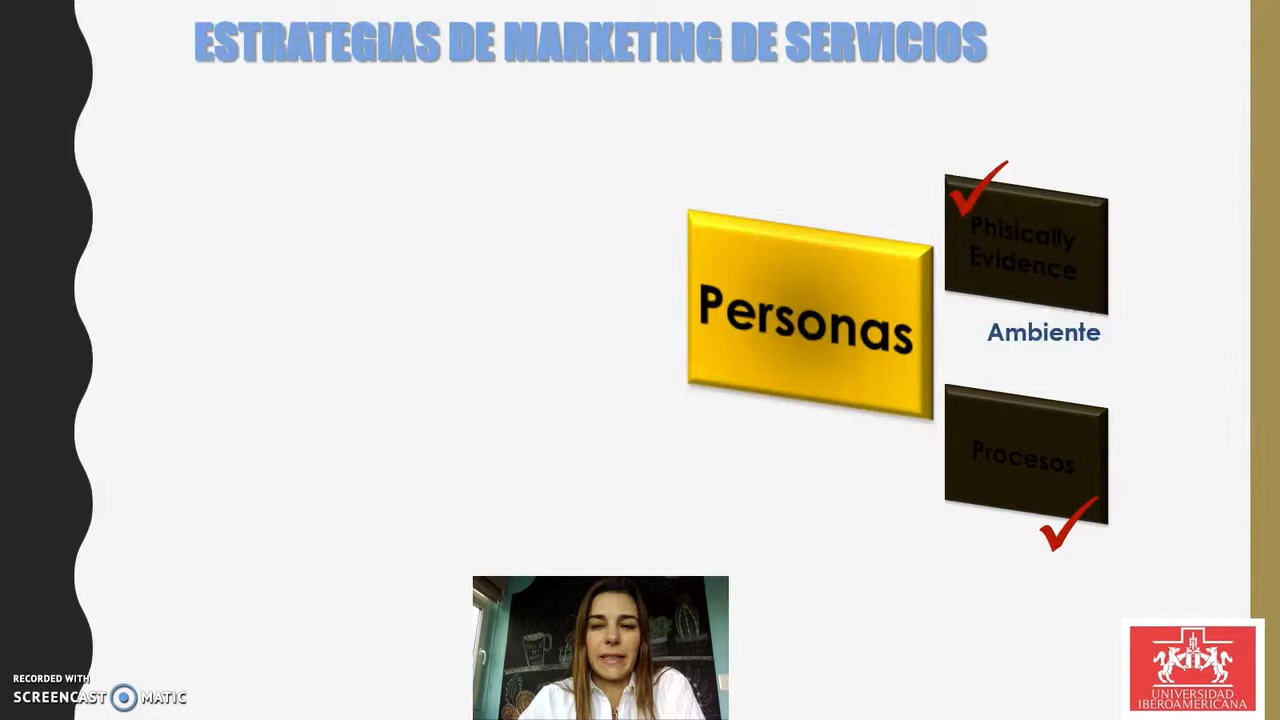 ESTRATEGIAS DE MARKETING DE SERVICIOS
Phisically
Evidence
Personas
Ambiente
Procesos
RECORDED WITH
SCREENCAST MATIC
UNIVERSIDAD
IBEROAMERICANA